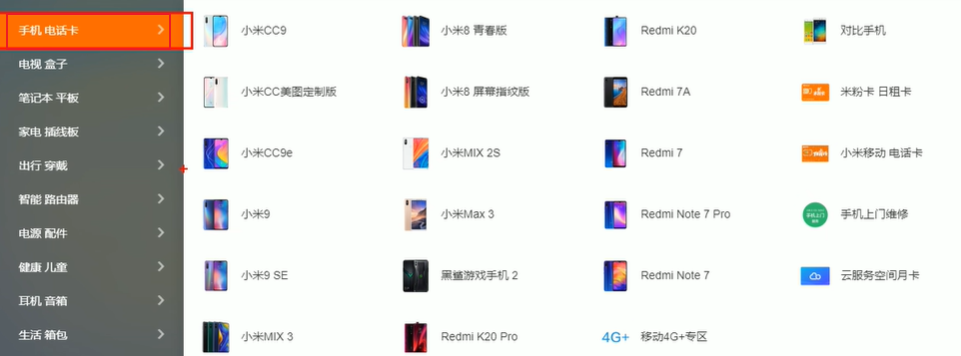 手机 电话卡
电视 盒子
笔记本 平板
家电 插线板
出行 穿戴
智能 路由器
电源 配件
健康 儿童
耳机 音箱
生活 箱包
小米CC9
小米CC美图定制版
小米CC9e
小米9
小米9 SE
小米MIX 3
小米8 青春版
小米8 屏幕指纹版
小米MIX 2S
小米Max 3
黑鲨游戏手机 2
Redmi K20 Pro
Redmi K20
Redmi 7A
Redmi 7
Redmi Note 7 Pro
Redmi Note 7
4G+ 移动4G+专区
对比手机
米粉卡 日租卡
小米移动 电话卡
手机上门维修
云服务空间月卡